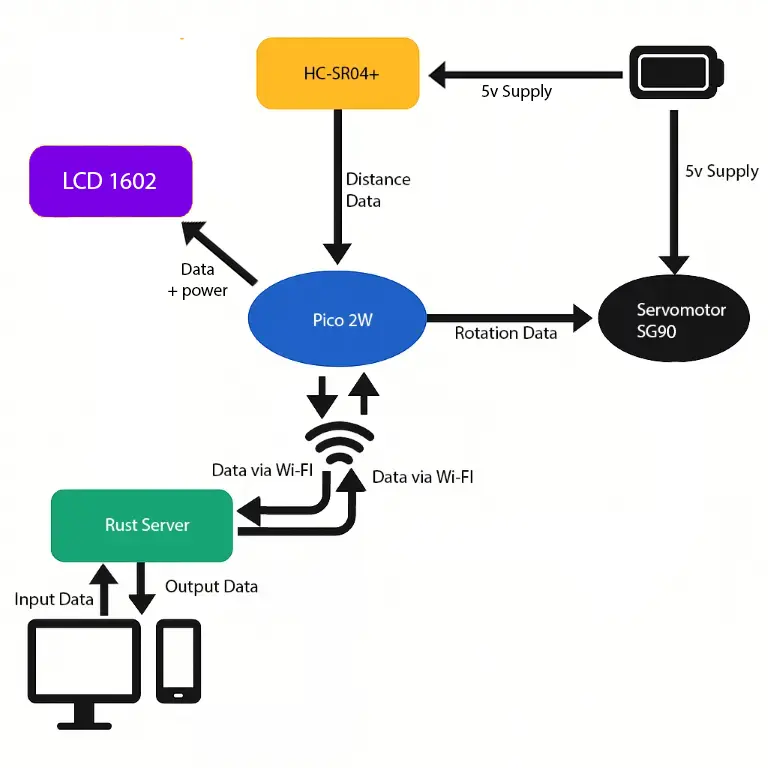 HC-SR04+
5v Supply
LCD 1602
Distance
Data
5v Supply
Data
+ power
Pico 2W
Rotation Data
Servomotor
SG90
Data via Wi-FI
Data via Wi-FI
Rust Server
Input Data
Output Data